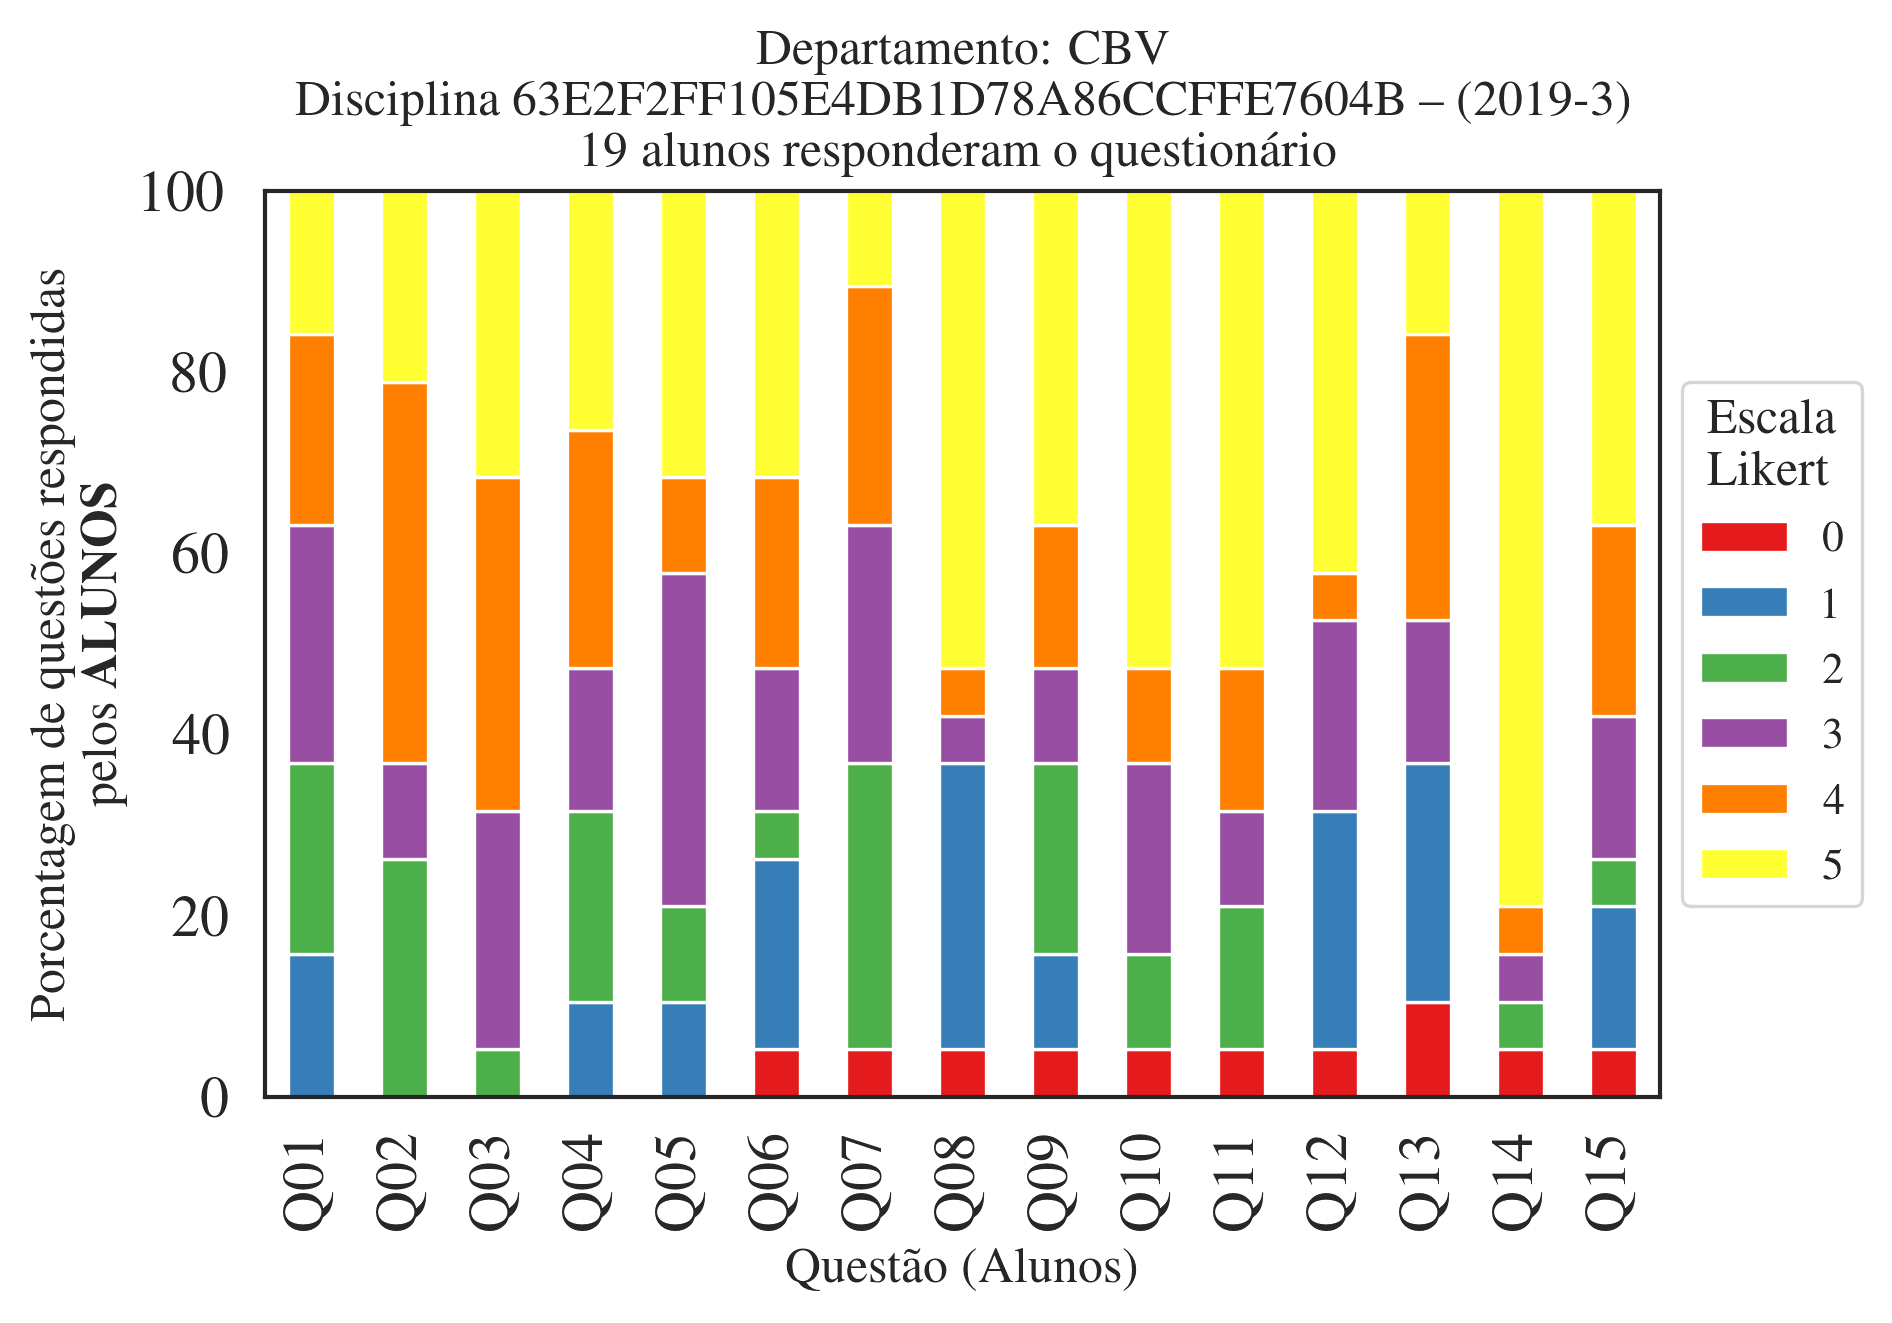 Departamento: CBV
Disciplina 63E2F2FF105E4DB1D78A86CCFFE7604B – (2019-3)
19 alunos responderam o questionário
Porcentagem de questões respondidas
pelos ALUNOS
100
80
60
40
20
0
Q01
Q02
Q03
Q04
Q05
Q06
Q07
Q08
Q09
Q10
Q11
Q12
Q13
Q14
Q15
Questão (Alunos)
Escala
Likert
0
1
2
3
4
5